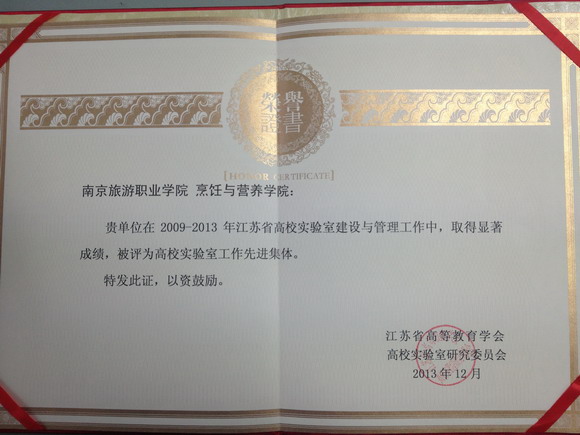 榮譽
證書
[HONOR CERTIFICATE]
南京旅游职业学院 烹饪与营养学院：
贵单位在 2009-2013 年江苏省高校实验室建设与管理工作中，取得显著
成绩，被评为高校实验室工作先进集体。
特发此证，以资鼓励。
江苏省高等教育学会
高校实验室研究委员会
2013 年 12 月